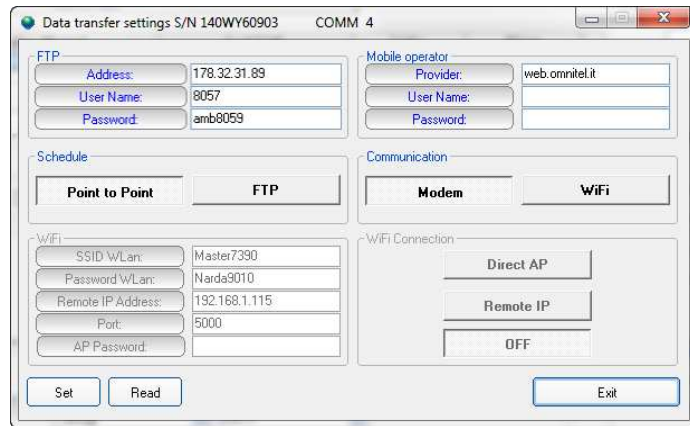 Data transfer settings S/N 140WY60903 COMM 4
FTP
Address: 178.32.31.89
User Name: 8057
Password: amb8059
Mobile operator
Provider: web.omnitel.it
User Name:
Password:
Schedule
Point to Point FTP
Communication
Modem WiFi
WiFi
SSID WLan: Master7390
Password WLan: Narda9010
Remote IP Address: 192.168.1.115
Port: 5000
AP Password:
WiFi Connection
Direct AP
Remote IP
OFF
Set Read Exit